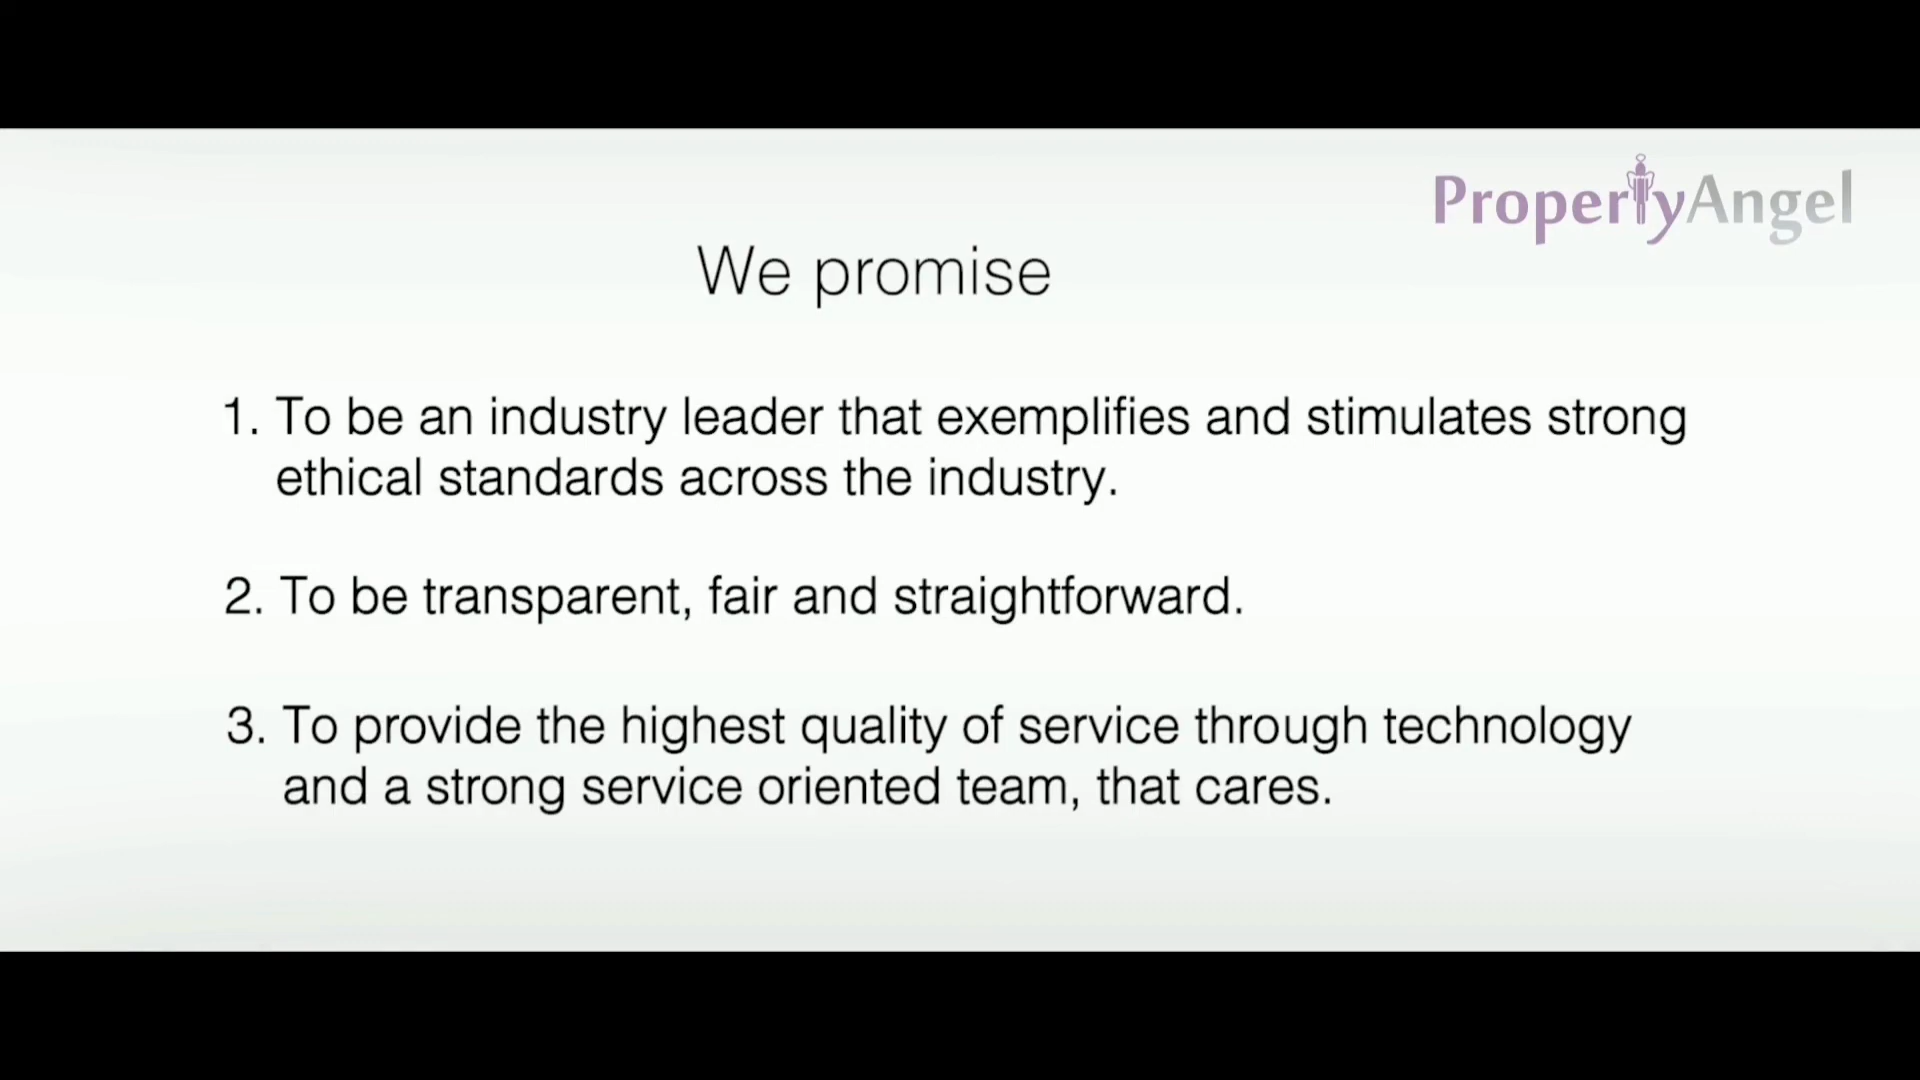 PropertyAngel
We promise
1. To be an industry leader that exemplifies and stimulates strong
ethical standards across the industry.
2. To be transparent, fair and straightforward.
3. To provide the highest quality of service through technology
and a strong service oriented team, that cares.